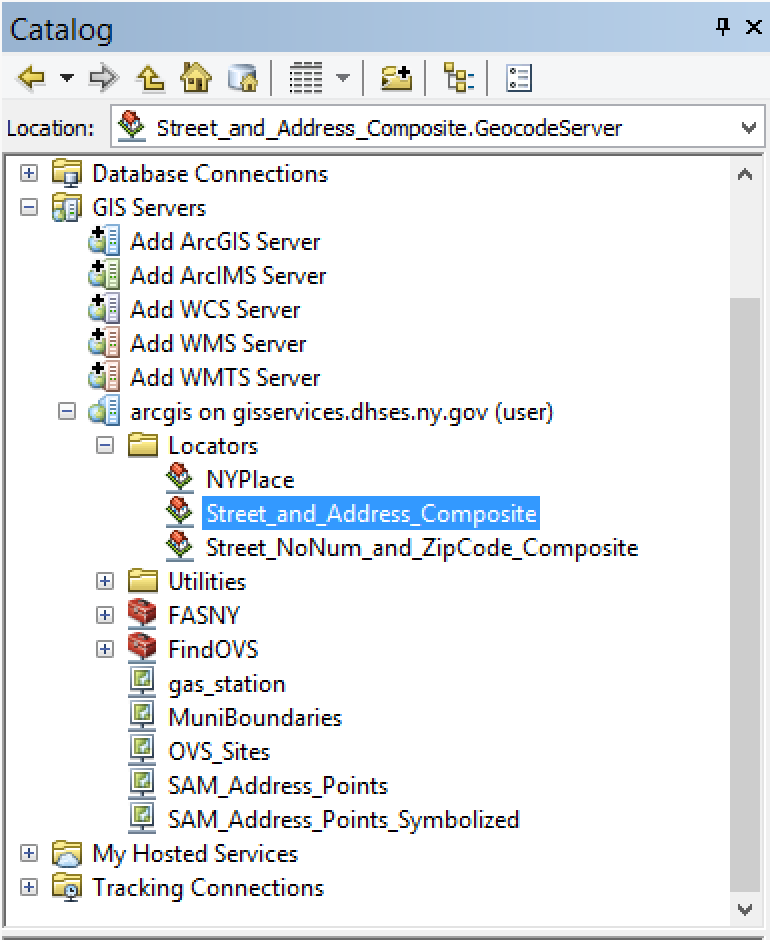 Catalog
Location: Street_and_Address_Composite.GeocodeServer
Database Connections
GIS Servers
Add ArcGIS Server
Add ArcIMS Server
Add WCS Server
Add WMS Server
Add WMTS Server
arcgis on gisservices.dhses.ny.gov (user)
Locators
NYPlace
Street_and_Address_Composite
Street_NoNum_and_ZipCode_Composite
Utilities
FASNY
FindOVS
gas_station
MuniBoundaries
OVS_Sites
SAM_Address_Points
SAM_Address_Points_Symbolized
My Hosted Services
Tracking Connections